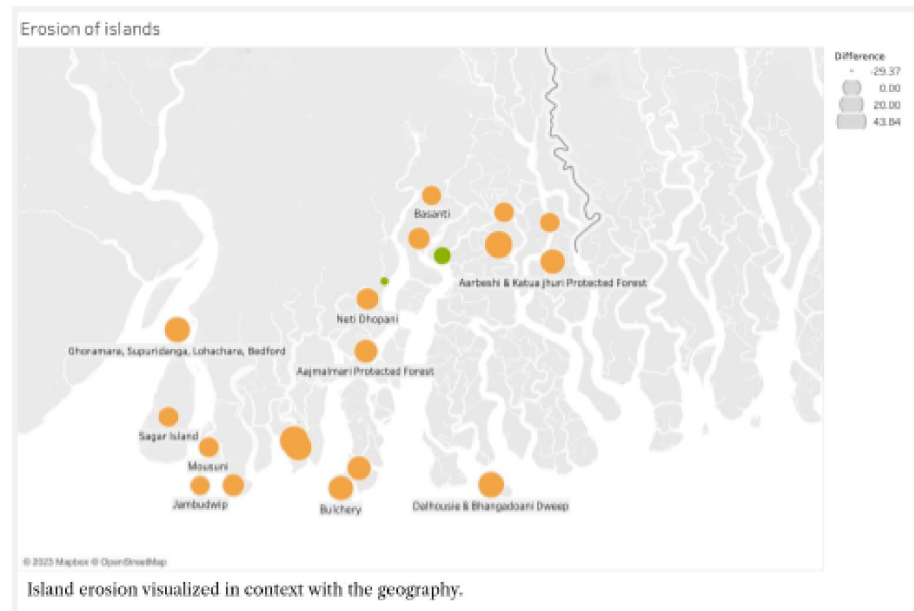 Erosion of islands
Difference
-29.37
0.00
20.00
43.84
Basanti
Aarbeshi & Katua jhuri Protected Forest
Neti Dhopani
Ghoramara, Supuridanga, Lohachara, Bedford
Aajmalmari Protected Forest
Sagar Island
Mousuni
Jambudwip
Bulchery
Dalhousie & Bhangadoani Dweep
© 2023 Mapbox © OpenStreetMap
Island erosion visualized in context with the geography.